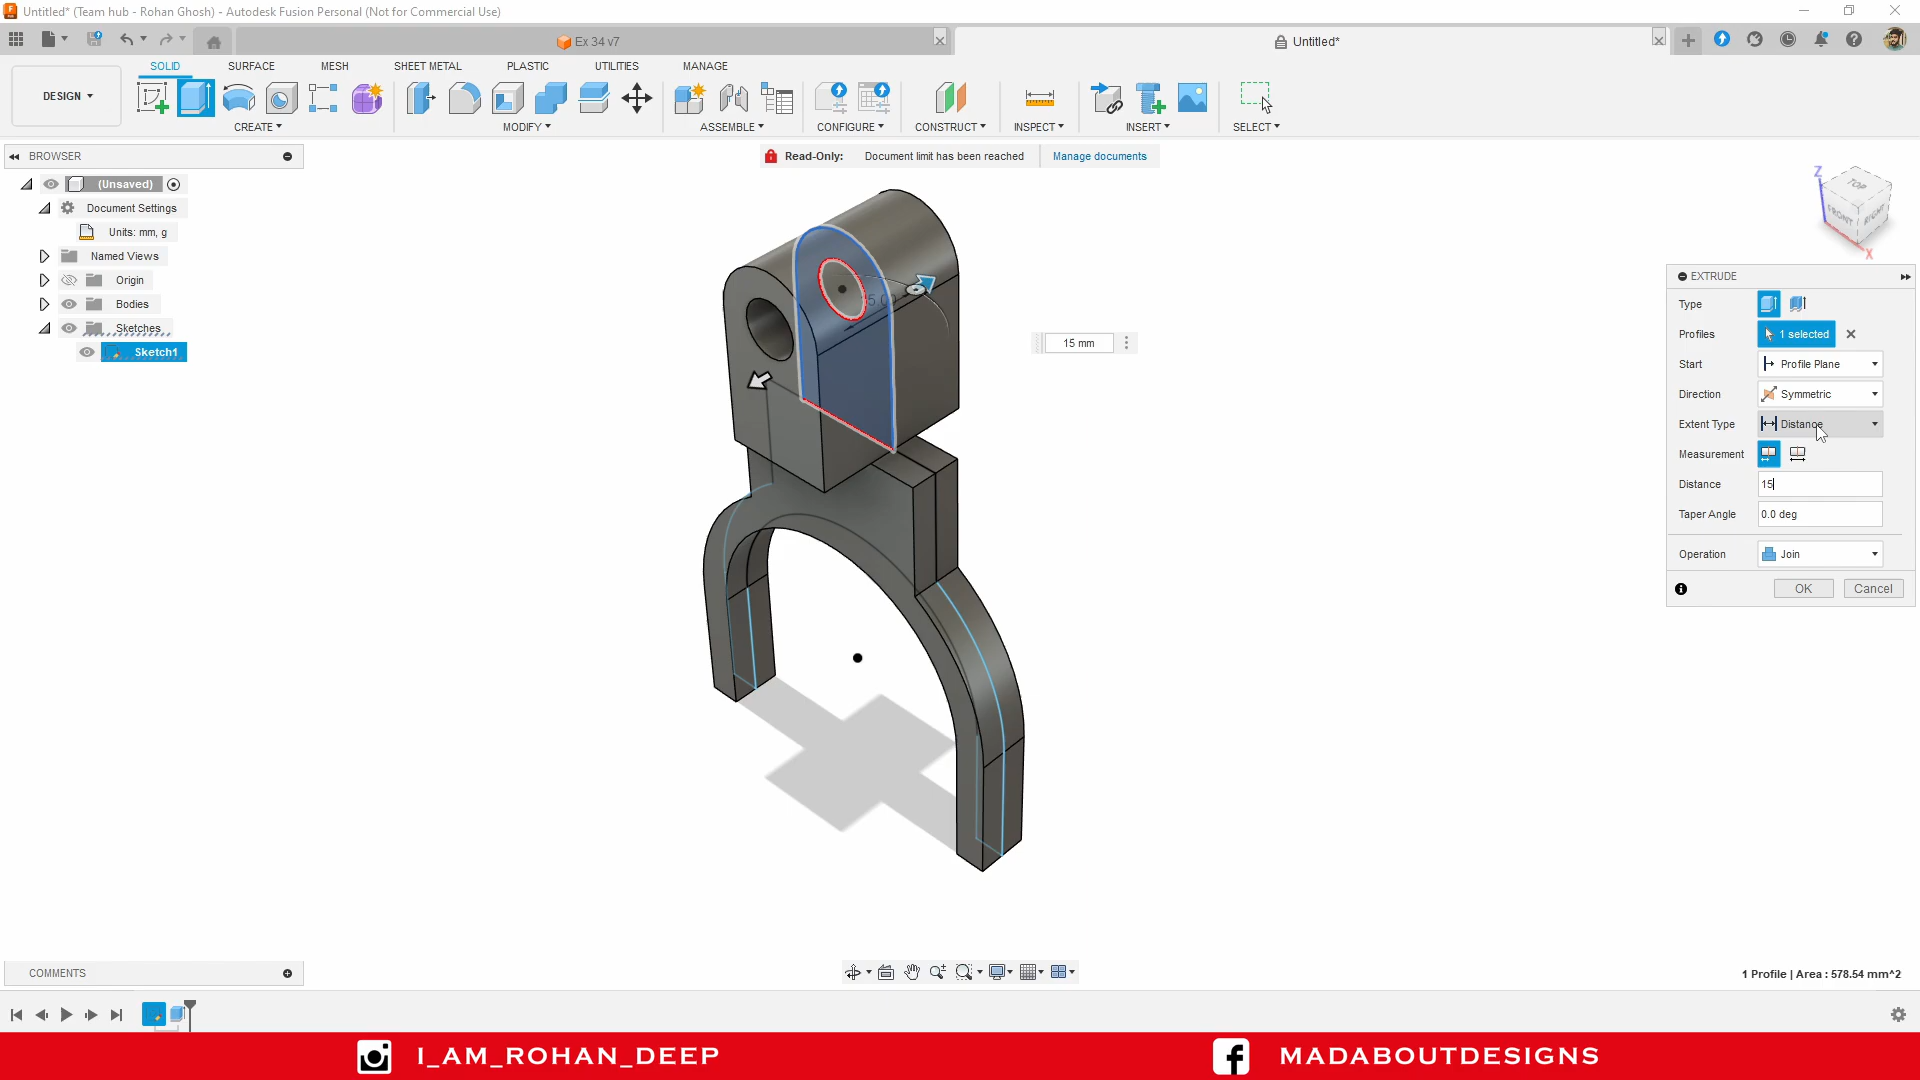 Untitled* (Team hub - Rohan Ghosh) - Autodesk Fusion Personal (Not for Commercial Use)
Ex 34 v7
Untitled*
DESIGN
SOLID SURFACE MESH SHEET METAL PLASTIC UTILITIES MANAGE
CREATE MODIFY ASSEMBLE CONFIGURE CONSTRUCT INSPECT INSERT SELECT
BROWSER
Read-Only: Document limit has been reached Manage documents
(Unsaved)
Document Settings
Units: mm, g
Named Views
Origin
Bodies
Sketches
Sketch1
Z
TOP
FRONT
RIGHT
X
15 mm
EXTRUDE
Type
Profiles 1 selected
Start Profile Plane
Direction Symmetric
Extent Type Distance
Measurement
Distance 15
Taper Angle 0.0 deg
Operation Join
OK Cancel
COMMENTS
1 Profile | Area : 578.54 mm^2
I_AM_ROHAN_DEEP
MADABOUTDESIGNS